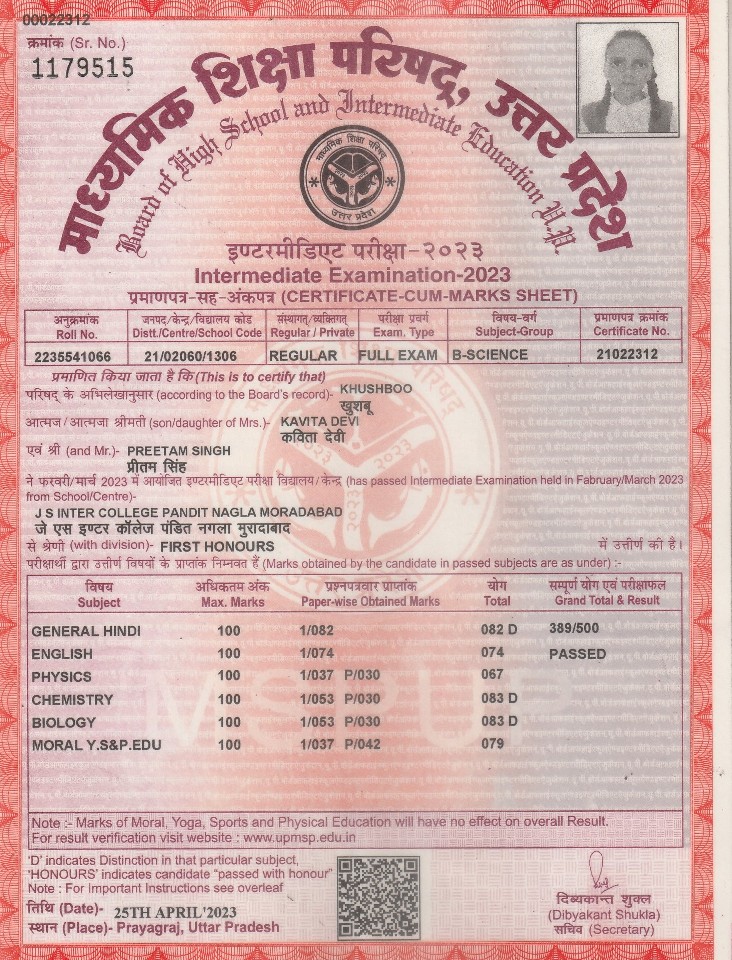 00022312
क्रमांक (Sr. No.)
1179515
माध्यमिक शिक्षा परिषद्, उत्तर प्रदेश
Board of High School and Intermediate Education U.P.
माध्यमिक शिक्षा परिषद्
उत्तर प्रदेश
इण्टरमीडिएट परीक्षा-२०२३
Intermediate Examination-2023
प्रमाणपत्र-सह-अंकपत्र (CERTIFICATE-CUM-MARKS SHEET)
अनुक्रमांक जनपद/केन्द्र/विद्यालय कोड संस्थागत/व्यक्तिगत् परीक्षा प्रवर्ग विषय-वर्ग प्रमाणपत्र क्रमांक
Roll No. Distt./Centre/School Code Regular / Private Exam. Type Subject-Group Certificate No.
2235541066 21/02060/1306 REGULAR FULL EXAM B-SCIENCE 21022312
प्रमाणित किया जाता है कि (This is to certify that)
परिषद् के अभिलेखानुसार (according to the Board's record)- KHUSHBOO
खुशबू
आत्मज/आत्मजा श्रीमती (son/daughter of Mrs.)- KAVITA DEVI
कविता देवी
एवं श्री (and Mr.)- PREETAM SINGH
प्रीतम सिंह
ने फरवरी/मार्च 2023 में आयोजित इण्टरमीडिएट परीक्षा विद्यालय/केन्द्र (has passed Intermediate Examination held in Fabruary/March 2023
from School/Centre)-
J S INTER COLLEGE PANDIT NAGLA MORADABAD
जे एस इण्टर कॉलेज पंडित नगला मुरादाबाद
से श्रेणी (with division)- FIRST HONOURS में उत्तीर्ण की है।
परीक्षार्थी द्वारा उत्तीर्ण विषयों के प्राप्तांक निम्नवत हैं (Marks obtained by the candidate in passed subjects are as under) :-
विषय अधिकतम अंक प्रश्नपत्रवार प्राप्तांक योग सम्पूर्ण योग एवं परीक्षाफल
Subject Max. Marks Paper-wise Obtained Marks Total Grand Total & Result
GENERAL HINDI 100 1/082 082 D 389/500
ENGLISH 100 1/074 074 PASSED
PHYSICS 100 1/037 P/030 067
CHEMISTRY 100 1/053 P/030 083 D
BIOLOGY 100 1/053 P/030 083 D
MORAL Y.S&P.EDU 100 1/037 P/042 079
Note :- Marks of Moral, Yoga, Sports and Physical Education will have no effect on overall Result.
For result verification visit website : www.upmsp.edu.in
'D' indicates Distinction in that particular subject,
'HONOURS' indicates candidate "passed with honour"
Note : For Important Instructions see overleaf
तिथि (Date)- 25TH APRIL'2023
स्थान (Place)- Prayagraj, Uttar Pradesh
दिब्यकान्त शुक्ल
(Dibyakant Shukla)
सचिव (Secretary)